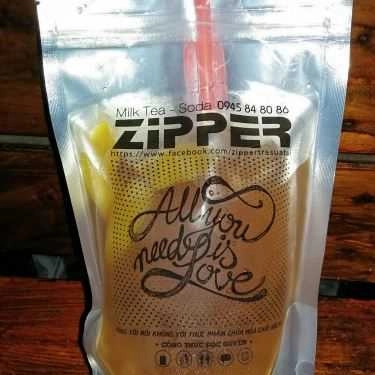 Milk Tea - Soda 0945 84 80 86
ZIPPER
https://www.facebook.com/zippertrasua
All you
need is
Love
CÔNG THỨC ĐỘC QUYỀN